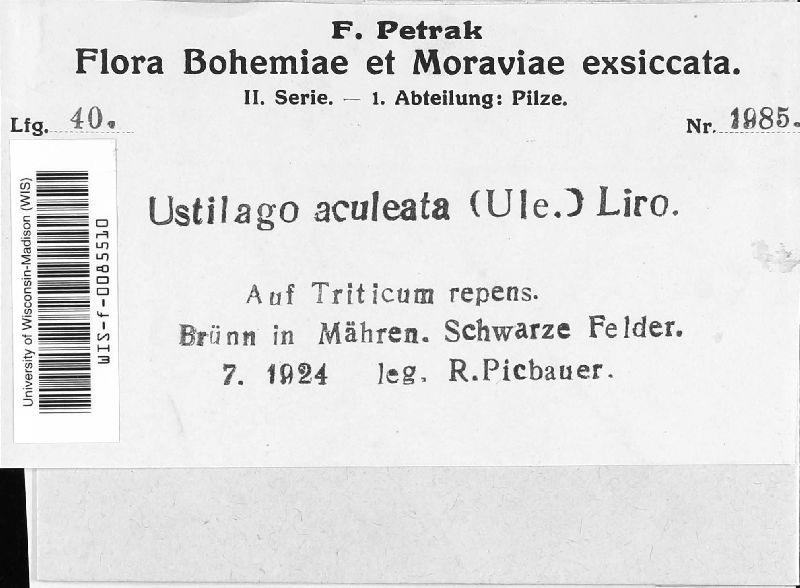 F. Petrak
Flora Bohemiae et Moraviae exsiccata.
II. Serie. — 1. Abteilung: Pilze.
Lfg. 40.
Nr. 1985.
University of Wisconsin-Madison (WIS)
WIS-f-0085510
Ustilago aculeata (Ule.) Liro.
Auf Triticum repens.
Brünn in Mähren. Schwarze Felder.
7. 1924 leg. R.Picbauer.